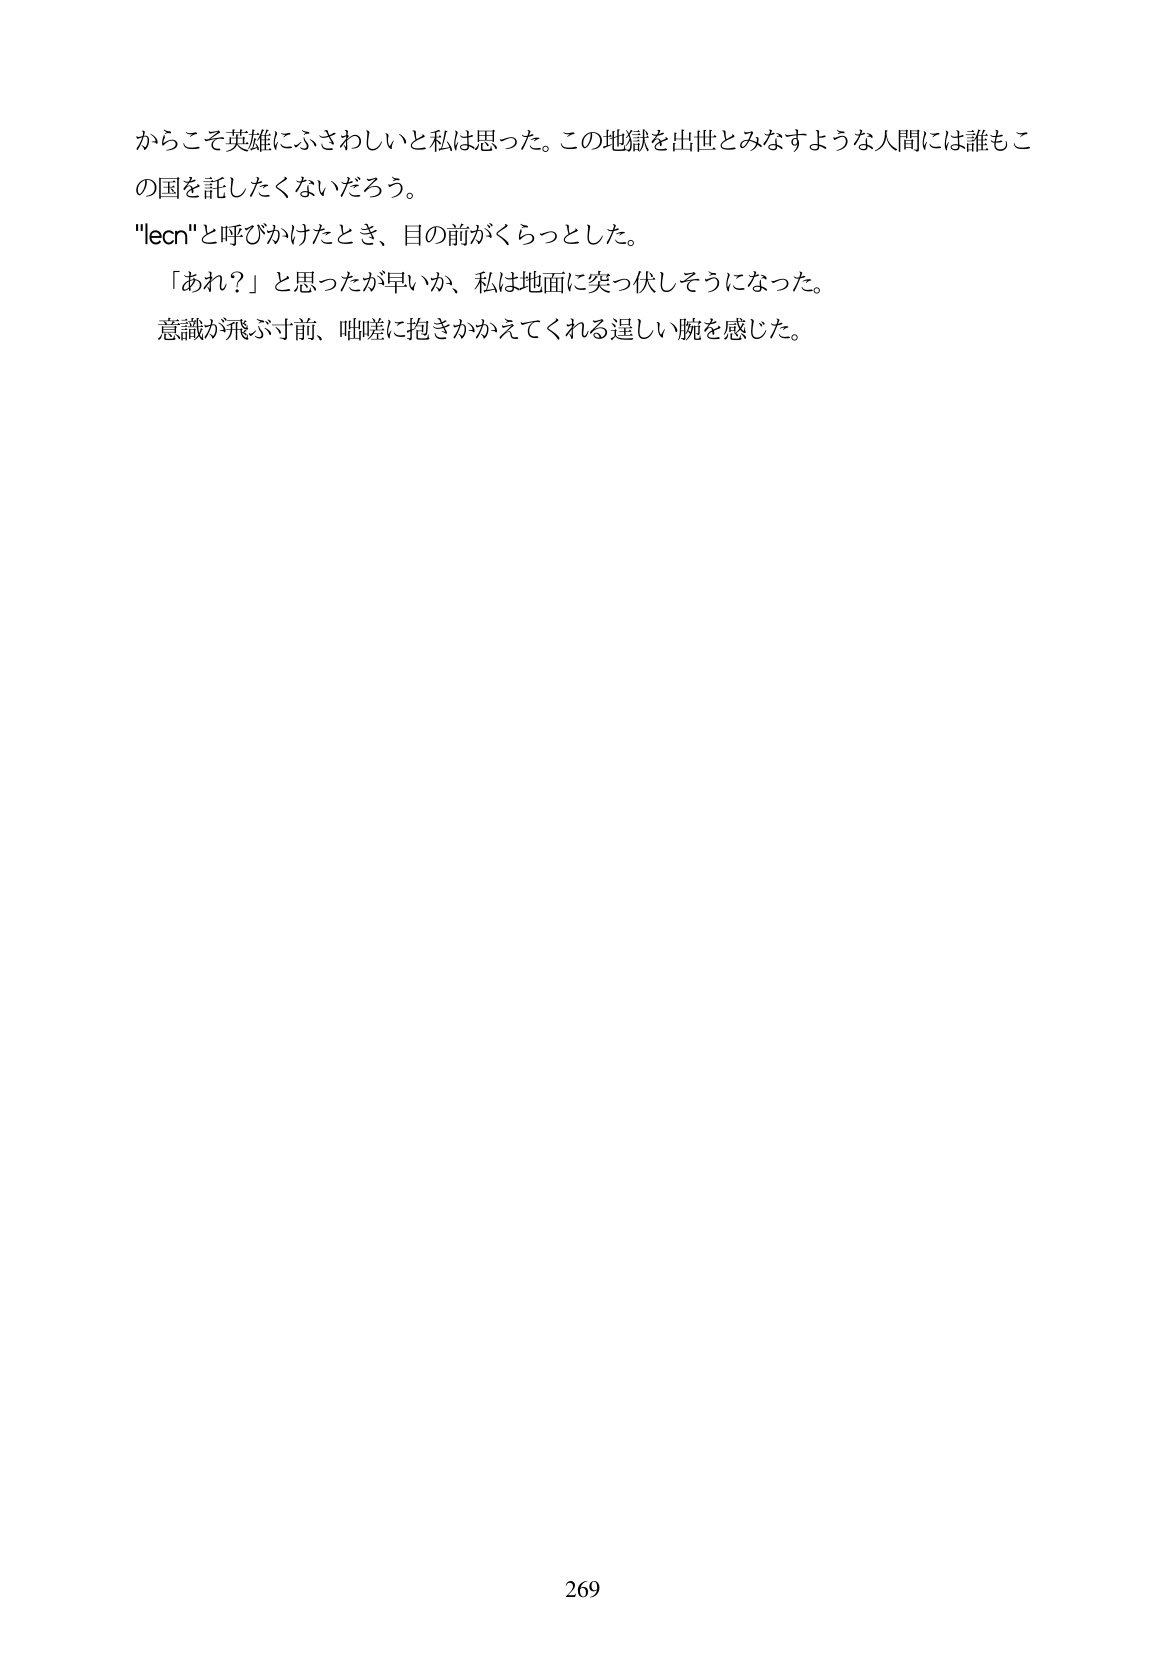 からこそ英雄にふさわしいと私は思った。この地獄を出世とみなすような人間には誰もこ
の国を託したくないだろう。
"lecn"と呼びかけたとき、目の前がくらっとした。
「あれ？」と思ったが早いか、私は地面に突っ伏しそうになった。
意識が飛ぶ寸前、咄嗟に抱きかかえてくれる逞しい腕を感じた。
269